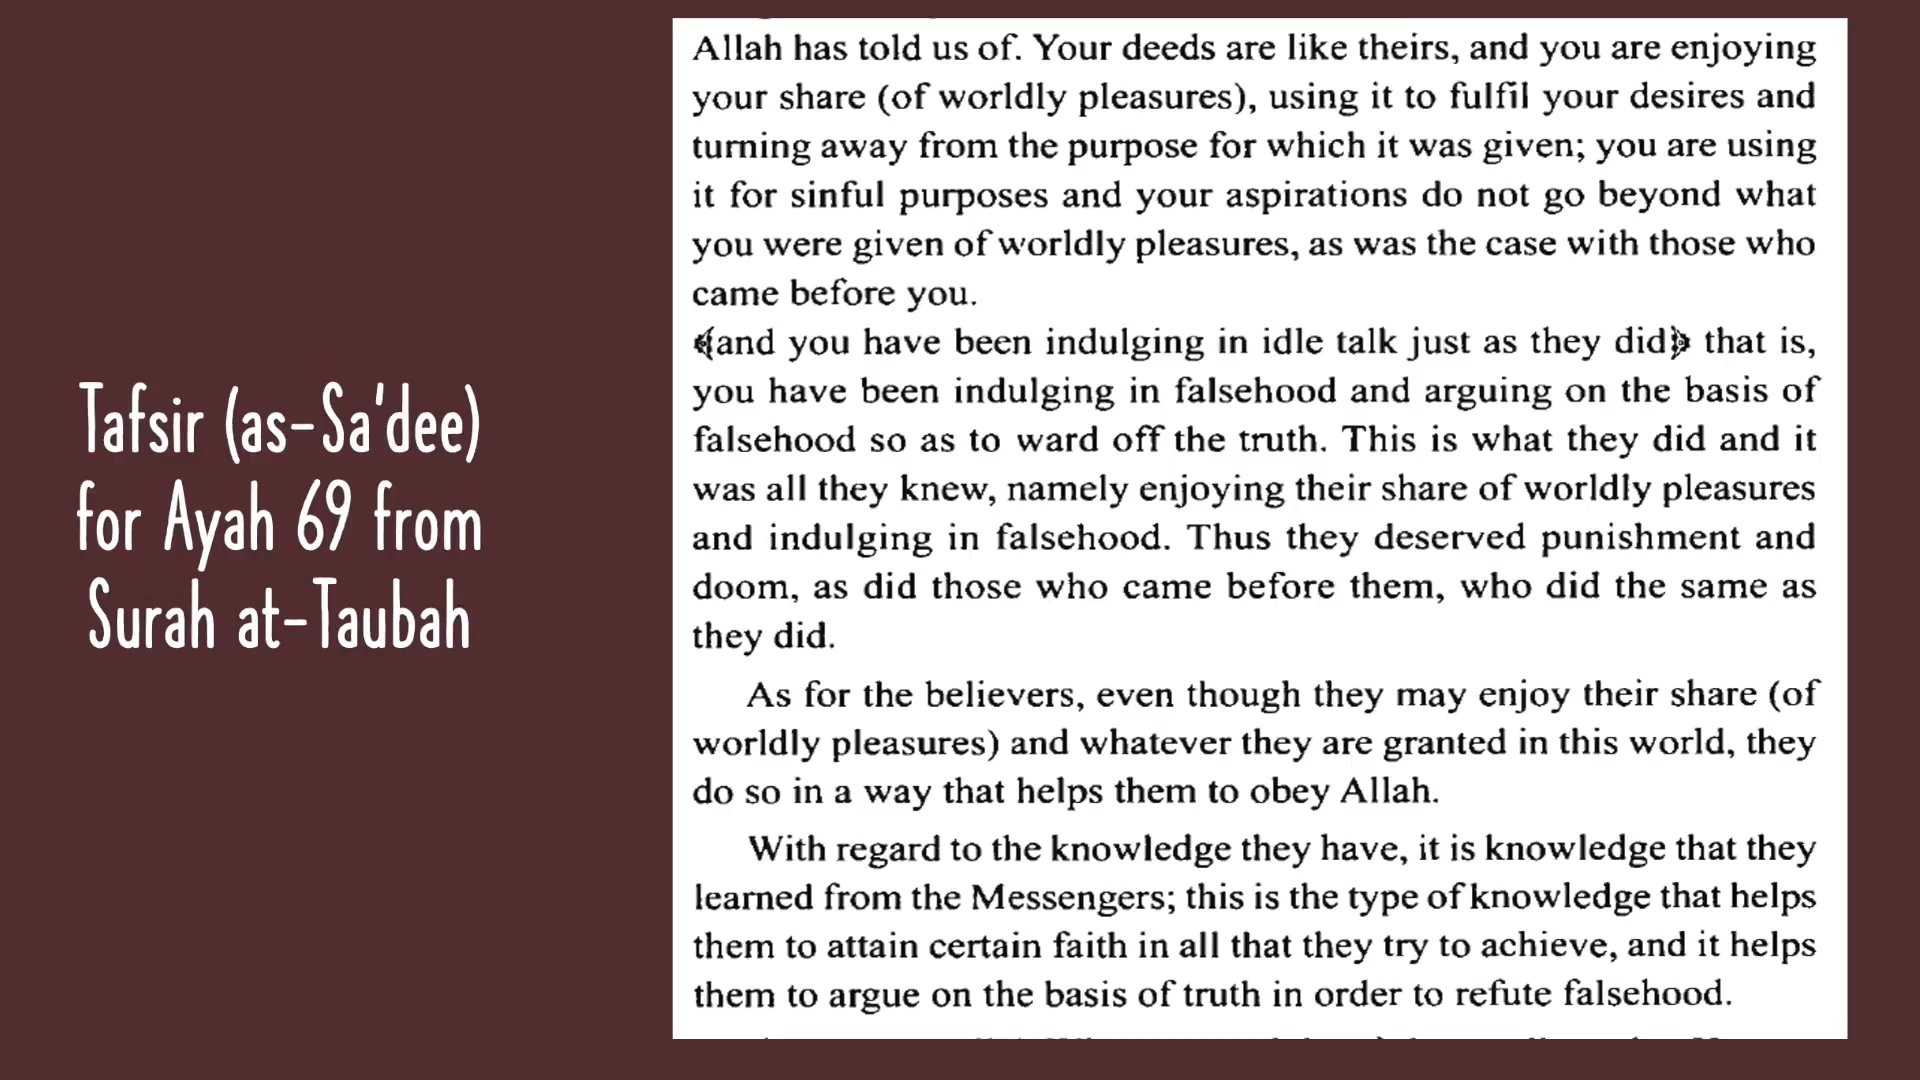 Tafsir (as-Sa'dee)
for Ayah 69 from
Surah at-Taubah
Allah has told us of. Your deeds are like theirs, and you are enjoying
your share (of worldly pleasures), using it to fulfil your desires and
turning away from the purpose for which it was given; you are using
it for sinful purposes and your aspirations do not go beyond what
you were given of worldly pleasures, as was the case with those who
came before you.
﴾and you have been indulging in idle talk just as they did﴿ that is,
you have been indulging in falsehood and arguing on the basis of
falsehood so as to ward off the truth. This is what they did and it
was all they knew, namely enjoying their share of worldly pleasures
and indulging in falsehood. Thus they deserved punishment and
doom, as did those who came before them, who did the same as
they did.
As for the believers, even though they may enjoy their share (of
worldly pleasures) and whatever they are granted in this world, they
do so in a way that helps them to obey Allah.
With regard to the knowledge they have, it is knowledge that they
learned from the Messengers; this is the type of knowledge that helps
them to attain certain faith in all that they try to achieve, and it helps
them to argue on the basis of truth in order to refute falsehood.